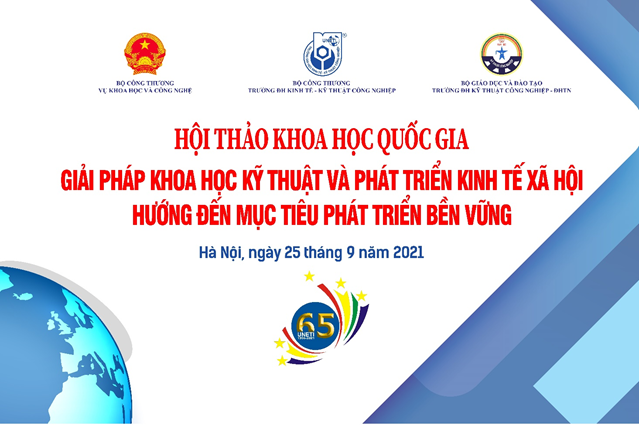 BỘ CÔNG THƯƠNG
VỤ KHOA HỌC VÀ CÔNG NGHỆ
BỘ CÔNG THƯƠNG
TRƯỜNG ĐH KINH TẾ - KỸ THUẬT CÔNG NGHIỆP
BỘ GIÁO DỤC VÀ ĐÀO TẠO
TRƯỜNG ĐH KỸ THUẬT CÔNG NGHIỆP - ĐHTN
HỘI THẢO KHOA HỌC QUỐC GIA
GIẢI PHÁP KHOA HỌC KỸ THUẬT VÀ PHÁT TRIỂN KINH TẾ XÃ HỘI
HƯỚNG ĐẾN MỤC TIÊU PHÁT TRIỂN BỀN VỮNG
Hà Nội, ngày 25 tháng 9 năm 2021
65
UNETI